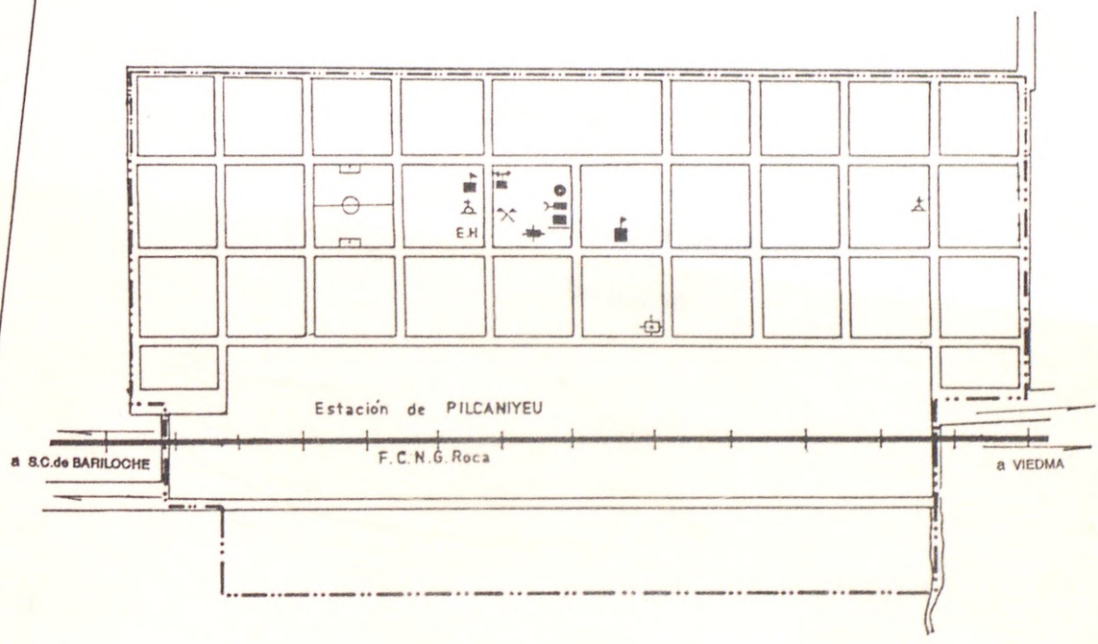 E.H
Estación de PILCANIYEU
F.C.N.G.Roca
a S.C.de BARILOCHE
a VIEDMA